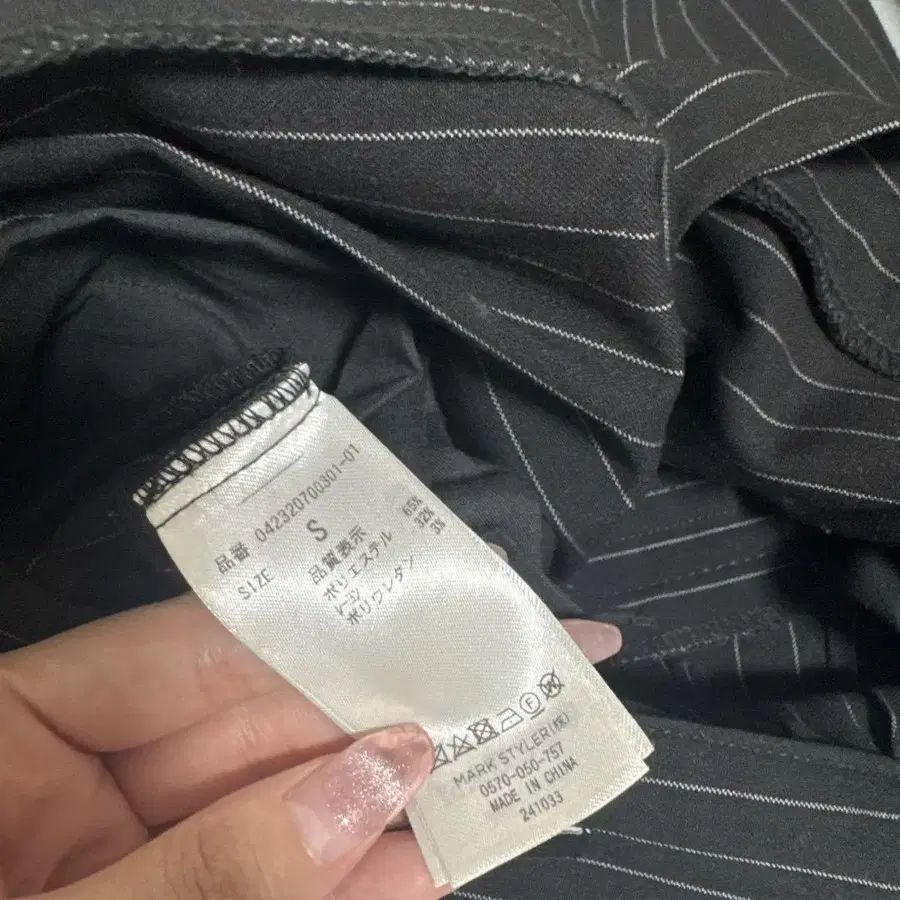 品番 042320700301-01
SIZE S
品質表示
ポリエステル 65%
レーヨン 32%
ポリウレタン 3%
MARK STYLER(株)
0570-050-757
MADE IN CHINA
241033